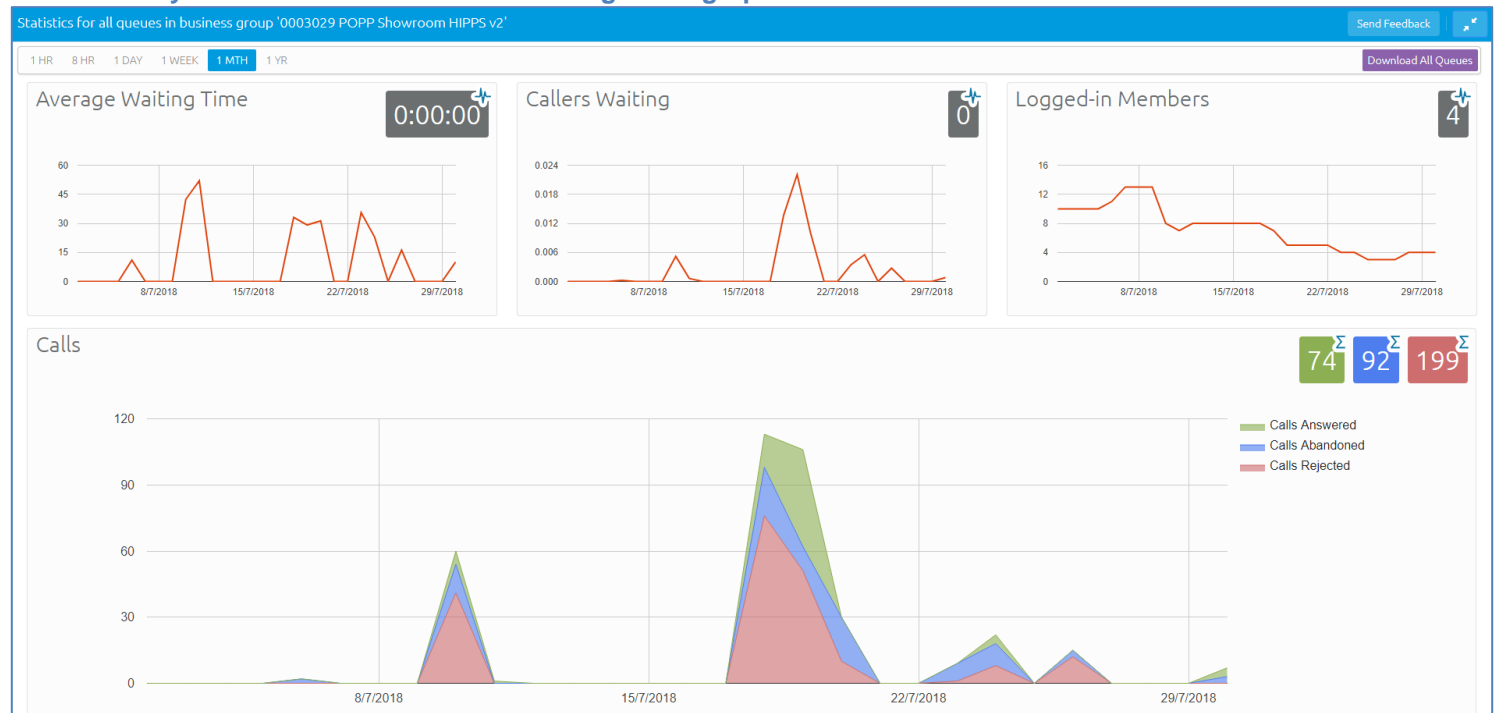 Statistics for all queues in business group '0003029 POPP Showroom HIPPS v2'
Send Feedback
1 HR 8 HR 1 DAY 1 WEEK 1 MTH 1 YR
Download All Queues
Average Waiting Time
0:00:00
60
45
30
15
0
8/7/2018 15/7/2018 22/7/2018 29/7/2018
Callers Waiting
0
0.024
0.018
0.012
0.006
0.000
8/7/2018 15/7/2018 22/7/2018 29/7/2018
Logged-in Members
4
16
12
8
4
0
8/7/2018 15/7/2018 22/7/2018 29/7/2018
Calls
Σ Σ Σ
74 92 199
120
90
60
30
0
8/7/2018 15/7/2018 22/7/2018 29/7/2018
Calls Answered
Calls Abandoned
Calls Rejected